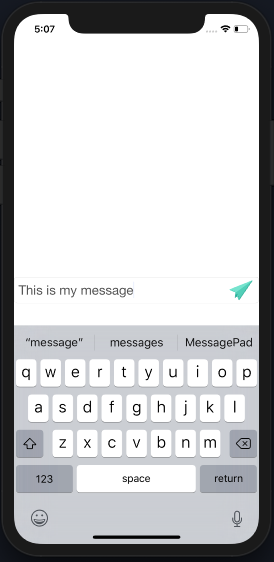 5:07
This is my message
“message” messages MessagePad
q w e r t y u i o p
a s d f g h j k l
z x c v b n m
123 space return